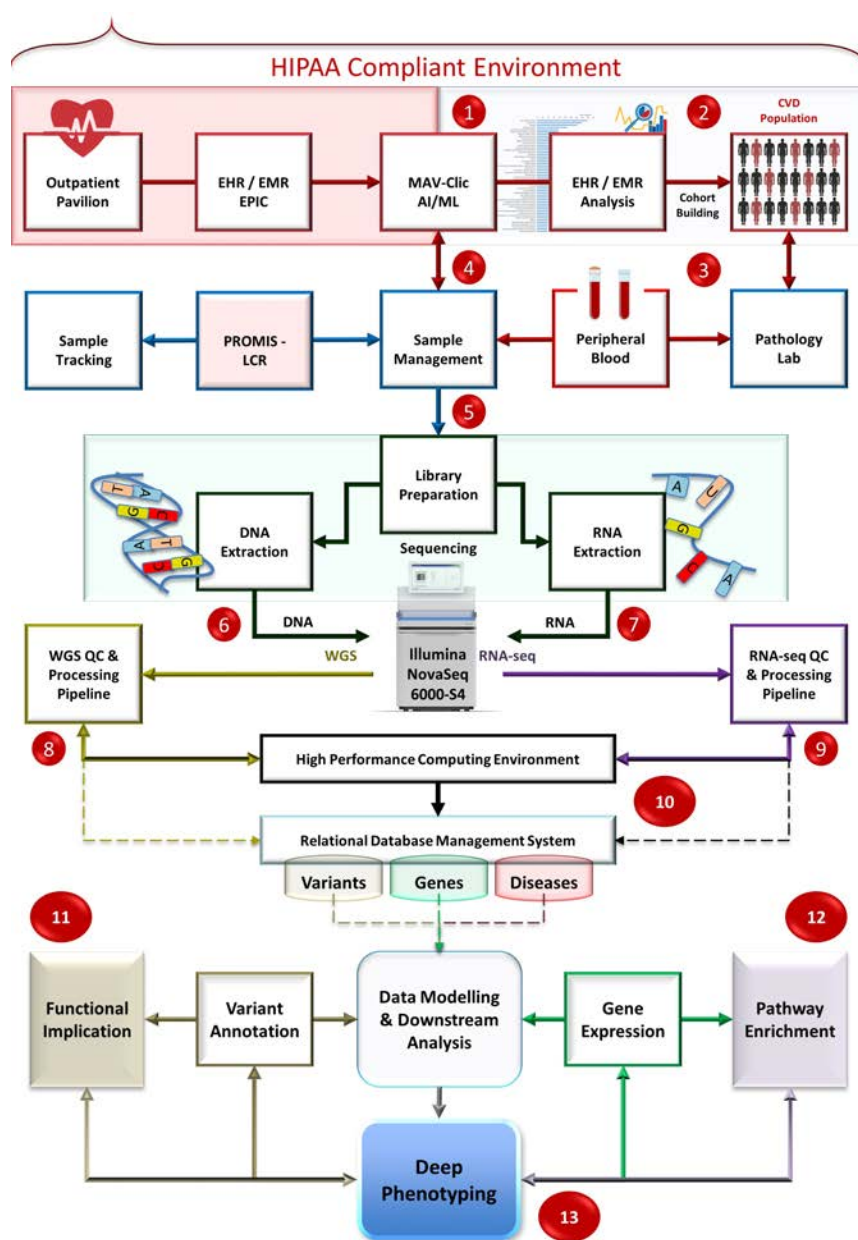 HIPAA Compliant Environment
1
2
CVD
Population
Outpatient
Pavilion
EHR / EMR
EPIC
MAV-Clic
AI/ML
EHR / EMR
Analysis
Cohort
Building
4
3
Sample
Tracking
PROMIS -
LCR
Sample
Management
Peripheral
Blood
Pathology
Lab
5
Library
Preparation
A
T
C
G
T
A
G
C
DNA
Extraction
Sequencing
RNA
Extraction
A
U
G
C
A
6
DNA
RNA
7
WGS QC &
Processing
Pipeline
WGS
Illumina
NovaSeq
6000-S4
RNA-seq
RNA-seq QC
& Processing
Pipeline
8
High Performance Computing Environment
9
10
Relational Database Management System
Variants
Genes
Diseases
11
12
Functional
Implication
Variant
Annotation
Data Modelling
& Downstream
Analysis
Gene
Expression
Pathway
Enrichment
Deep
Phenotyping
13